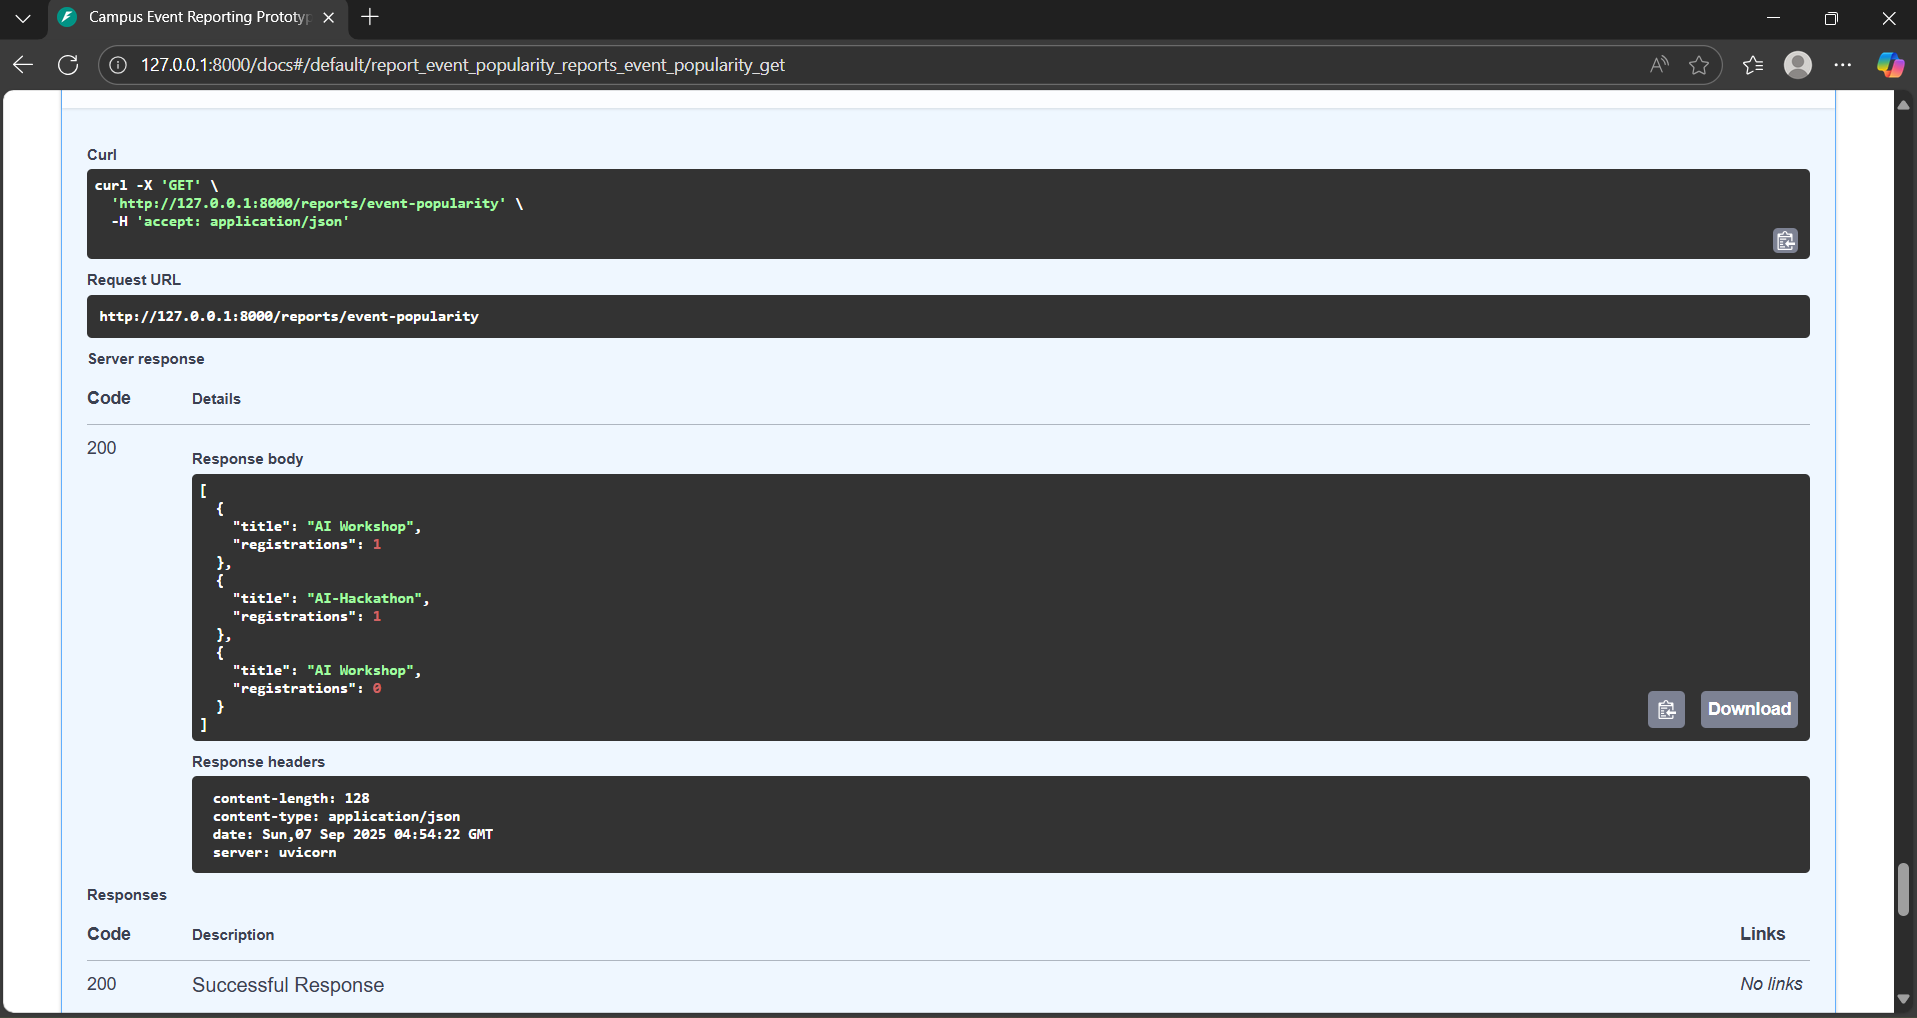 Campus Event Reporting Prototyp
127.0.0.1:8000/docs#/default/report_event_popularity_reports_event_popularity_get
Curl
curl -X 'GET' \
  'http://127.0.0.1:8000/reports/event-popularity' \
  -H 'accept: application/json'
Request URL
http://127.0.0.1:8000/reports/event-popularity
Server response
Code Details
200
Response body
[
  {
    "title": "AI Workshop",
    "registrations": 1
  },
  {
    "title": "AI-Hackathon",
    "registrations": 1
  },
  {
    "title": "AI Workshop",
    "registrations": 0
  }
]
Download
Response headers
content-length: 128
content-type: application/json
date: Sun,07 Sep 2025 04:54:22 GMT
server: uvicorn
Responses
Code Description Links
200 Successful Response No links